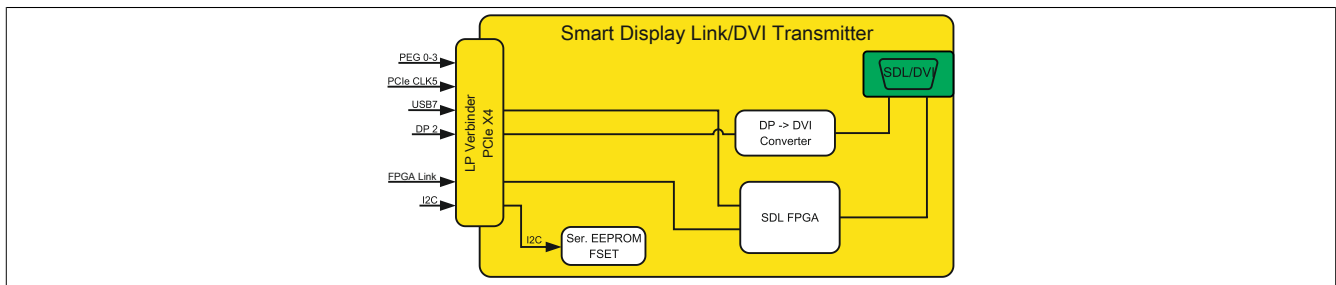 Smart Display Link/DVI Transmitter
PEG 0-3
PCIe CLK5
USB7
DP 2
FPGA Link
I2C
LP Verbinder
PCIe X4
SDL/DVI
DP -> DVI
Converter
SDL FPGA
I2C
Ser. EEPROM
FSET